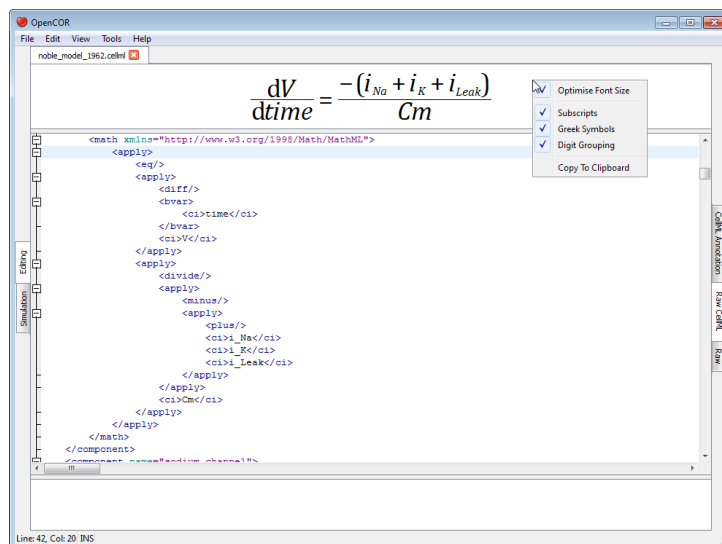 OpenCOR
File Edit View Tools Help
noble_model_1962.cellml
dV/dtime = −(i_Na + i_K + i_Leak)/Cm
Optimise Font Size
Subscripts
Greek Symbols
Digit Grouping
Copy To Clipboard
<math xmlns="http://www.w3.org/1998/Math/MathML">
<apply>
<eq/>
<apply>
<diff/>
<bvar>
<ci>time</ci>
</bvar>
<ci>V</ci>
</apply>
<apply>
<divide/>
<apply>
<minus/>
<apply>
<plus/>
<ci>i_Na</ci>
<ci>i_K</ci>
<ci>i_Leak</ci>
</apply>
</apply>
<ci>Cm</ci>
</apply>
</apply>
</math>
</component>
<component name="sodium_channel">
Editing
Simulation
CellML Annotation
Raw CellML
Raw
Line: 42, Col: 20 INS